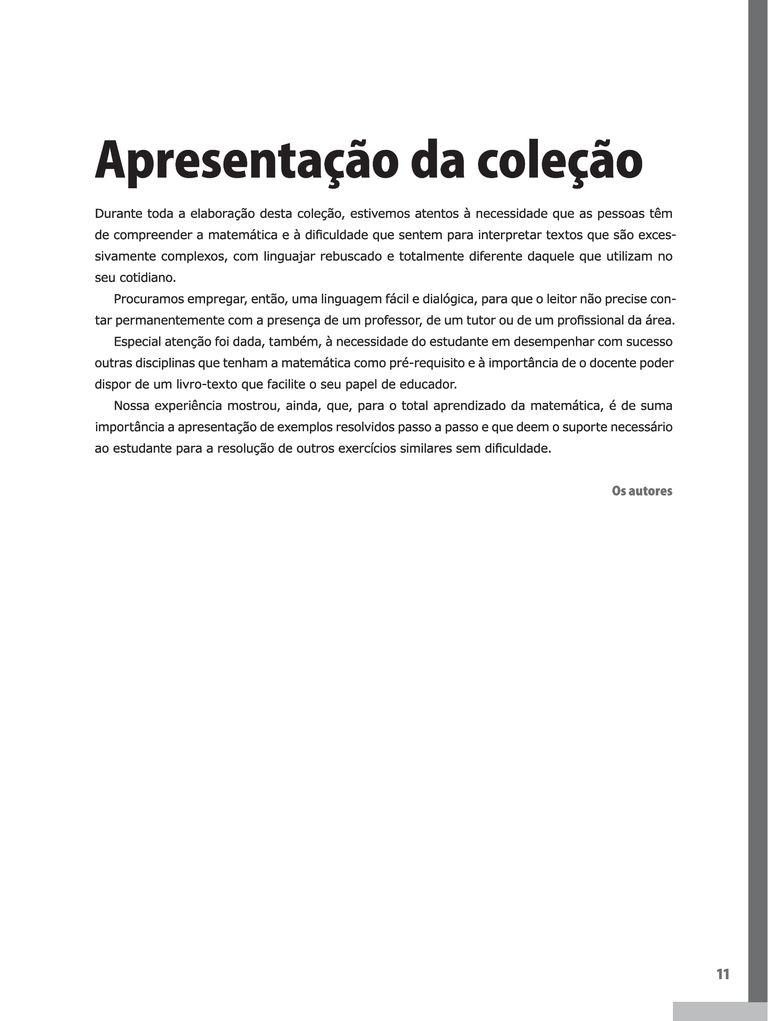 Apresentação da coleção
Durante toda a elaboração desta coleção, estivemos atentos à necessidade que as pessoas têm
de compreender a matemática e à dificuldade que sentem para interpretar textos que são exces-
sivamente complexos, com linguajar rebuscado e totalmente diferente daquele que utilizam no
seu cotidiano.
Procuramos empregar, então, uma linguagem fácil e dialógica, para que o leitor não precise con-
tar permanentemente com a presença de um professor, de um tutor ou de um profissional da área.
Especial atenção foi dada, também, à necessidade do estudante em desempenhar com sucesso
outras disciplinas que tenham a matemática como pré-requisito e à importância de o docente poder
dispor de um livro-texto que facilite o seu papel de educador.
Nossa experiência mostrou, ainda, que, para o total aprendizado da matemática, é de suma
importância a apresentação de exemplos resolvidos passo a passo e que deem o suporte necessário
ao estudante para a resolução de outros exercícios similares sem dificuldade.
Os autores
11